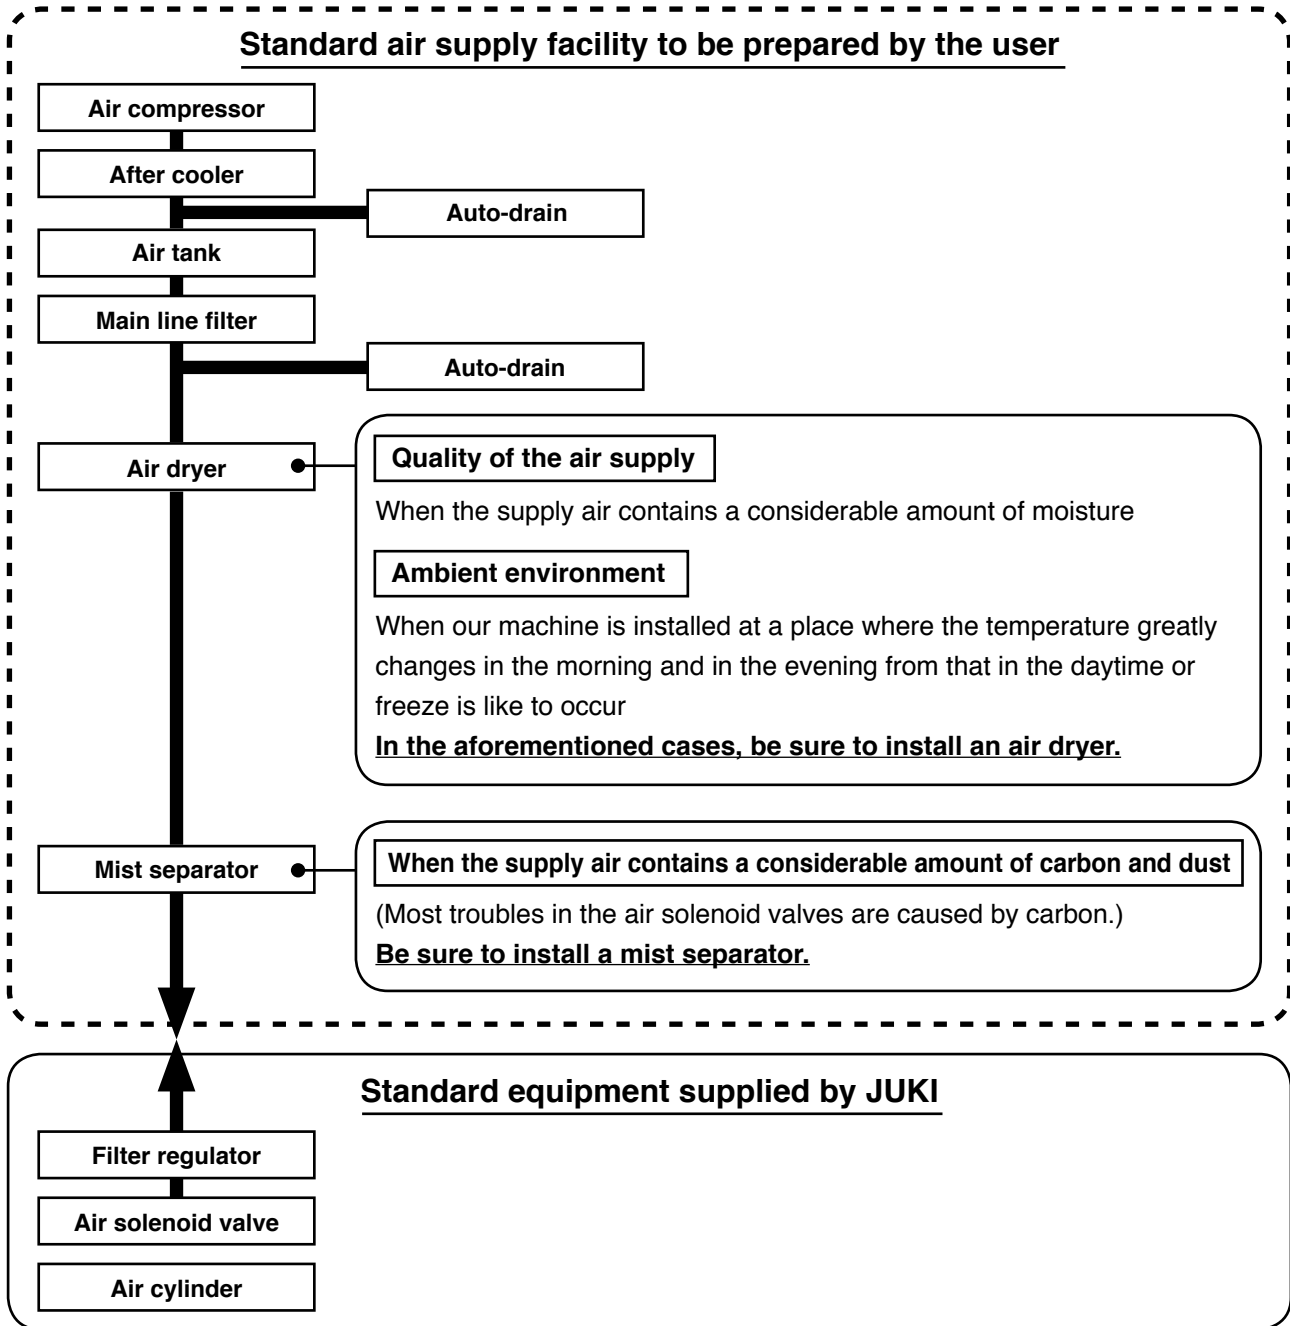 Standard air supply facility to be prepared by the user
Air compressor
After cooler
Auto-drain
Air tank
Main line filter
Auto-drain
Air dryer
Quality of the air supply
When the supply air contains a considerable amount of moisture
Ambient environment
When our machine is installed at a place where the temperature greatly
changes in the morning and in the evening from that in the daytime or
freeze is like to occur
In the aforementioned cases, be sure to install an air dryer.
Mist separator
When the supply air contains a considerable amount of carbon and dust
(Most troubles in the air solenoid valves are caused by carbon.)
Be sure to install a mist separator.
Standard equipment supplied by JUKI
Filter regulator
Air solenoid valve
Air cylinder